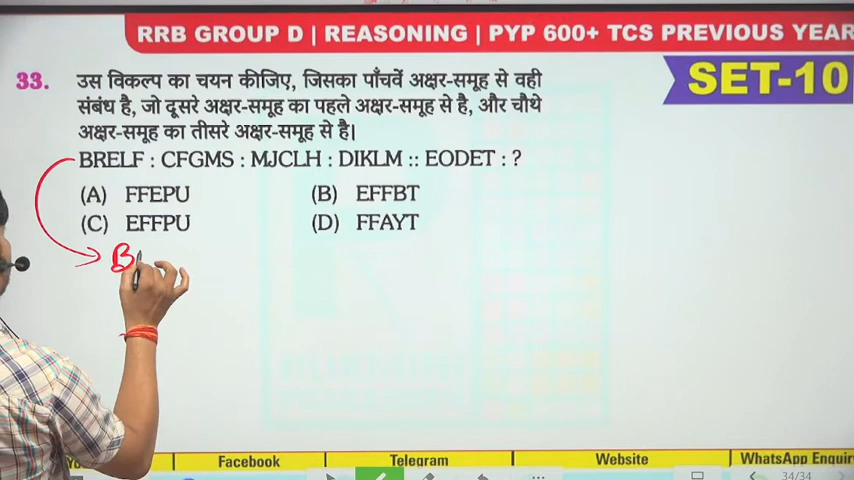 RRB GROUP D | REASONING | PYP 600+ TCS PREVIOUS YEAR
SET-10
33. उस विकल्प का चयन कीजिए, जिसका पाँचवें अक्षर-समूह से वही
संबंध है, जो दूसरे अक्षर-समूह का पहले अक्षर-समूह से है, और चौथे
अक्षर-समूह का तीसरे अक्षर-समूह से है।
BRELF : CFGMS : MJCLH : DIKLM :: EODET : ?
(A) FFEPU (B) EFFBT
(C) EFFPU (D) FFAYT
B
Facebook Telegram Website WhatsApp Enquir
34/34